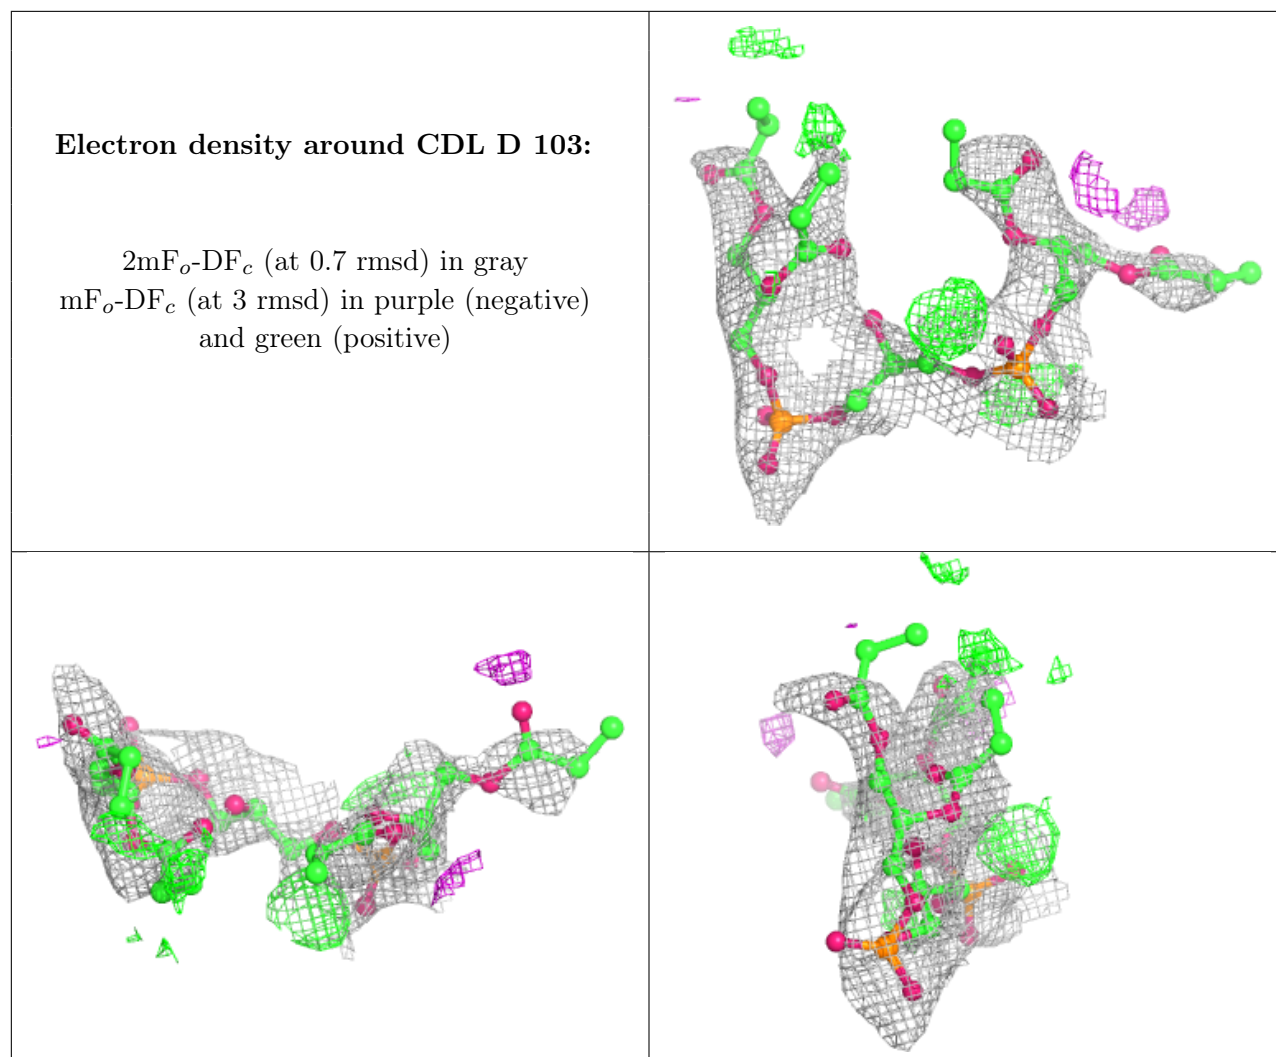 Electron density around CDL D 103:
2mFo-DFc (at 0.7 rmsd) in gray
mFo-DFc (at 3 rmsd) in purple (negative)
and green (positive)